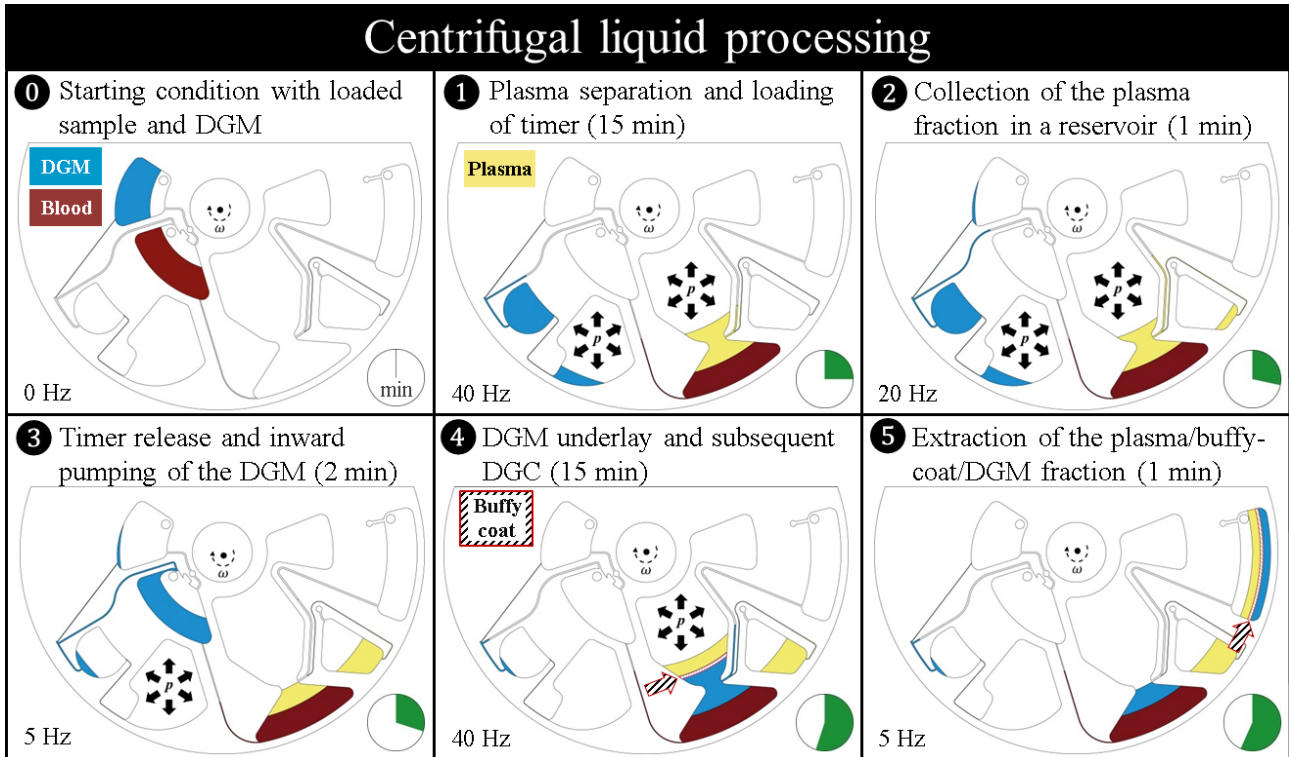 Centrifugal liquid processing
0 Starting condition with loaded
sample and DGM
DGM
Blood
ω
0 Hz
min
1 Plasma separation and loading
of timer (15 min)
Plasma
ω
p
p
40 Hz
2 Collection of the plasma
fraction in a reservoir (1 min)
ω
p
p
20 Hz
3 Timer release and inward
pumping of the DGM (2 min)
ω
p
5 Hz
4 DGM underlay and subsequent
DGC (15 min)
Buffy
coat
ω
p
40 Hz
5 Extraction of the plasma/buffy-
coat/DGM fraction (1 min)
ω
5 Hz